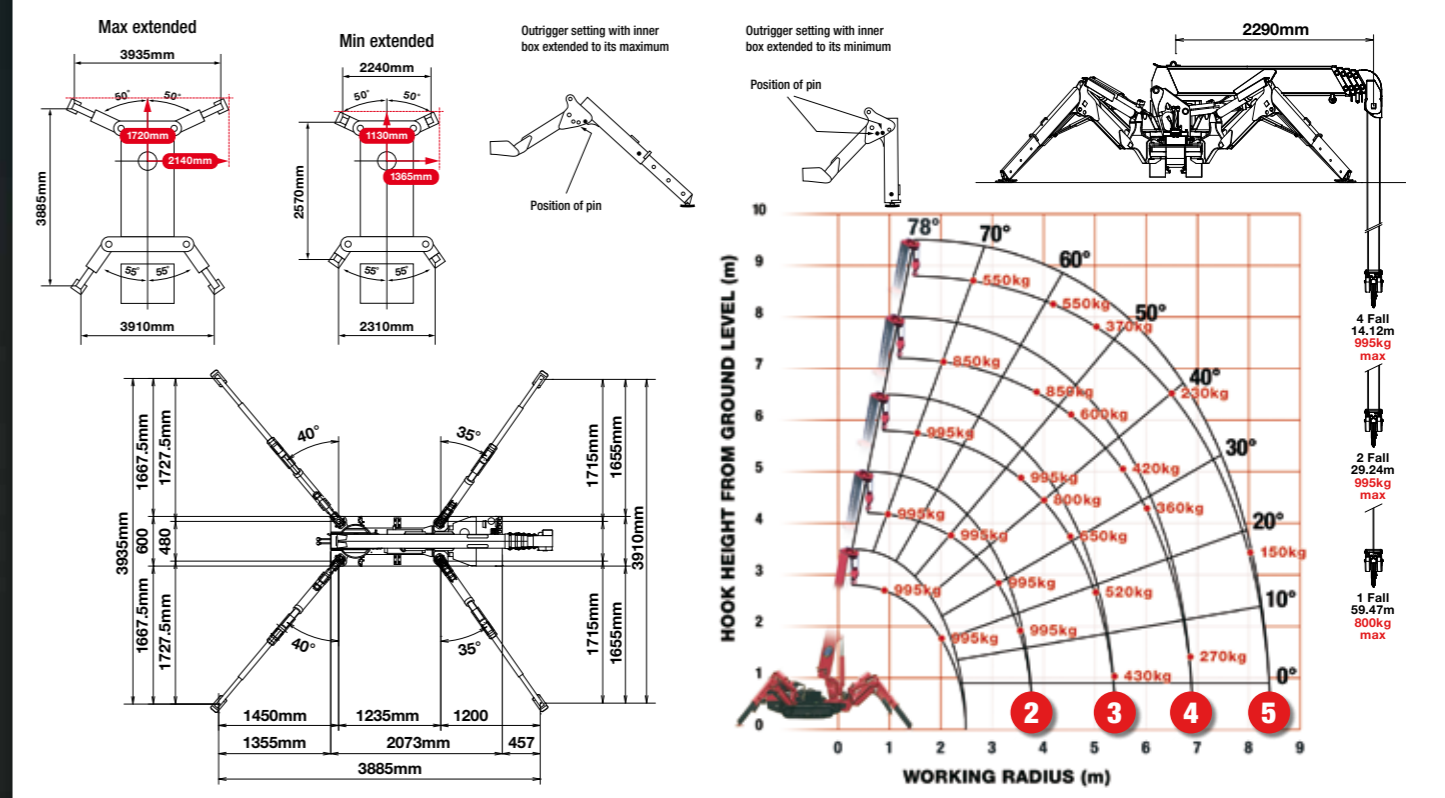 Max extended
3935mm
50°
50°
1720mm
2140mm
3885mm
55°
55°
3910mm
Min extended
2240mm
50°
50°
1130mm
1365mm
2570mm
55°
55°
2310mm
Outrigger setting with inner
box extended to its maximum
Position of pin
Outrigger setting with inner
box extended to its minimum
Position of pin
2290mm
4 Fall
14.12m
995kg
max
2 Fall
29.24m
995kg
max
1 Fall
59.47m
800kg
max
3935mm
1667.5mm
1727.5mm
600
480
1667.5mm
1727.5mm
40°
35°
40°
35°
1715mm
1655mm
3910mm
1715mm
1655mm
1450mm
1235mm
1200
1355mm
2073mm
457
3885mm
HOOK HEIGHT FROM GROUND LEVEL (m)
10
9
8
7
6
5
4
3
2
1
0
78°
70°
60°
50°
40°
30°
20°
10°
0°
550kg
550kg
370kg
230kg
150kg
850kg
850kg
600kg
420kg
360kg
270kg
995kg
995kg
800kg
650kg
520kg
430kg
995kg
995kg
995kg
995kg
995kg
995kg
2
3
4
5
0
1
2
3
4
5
6
7
8
9
WORKING RADIUS (m)